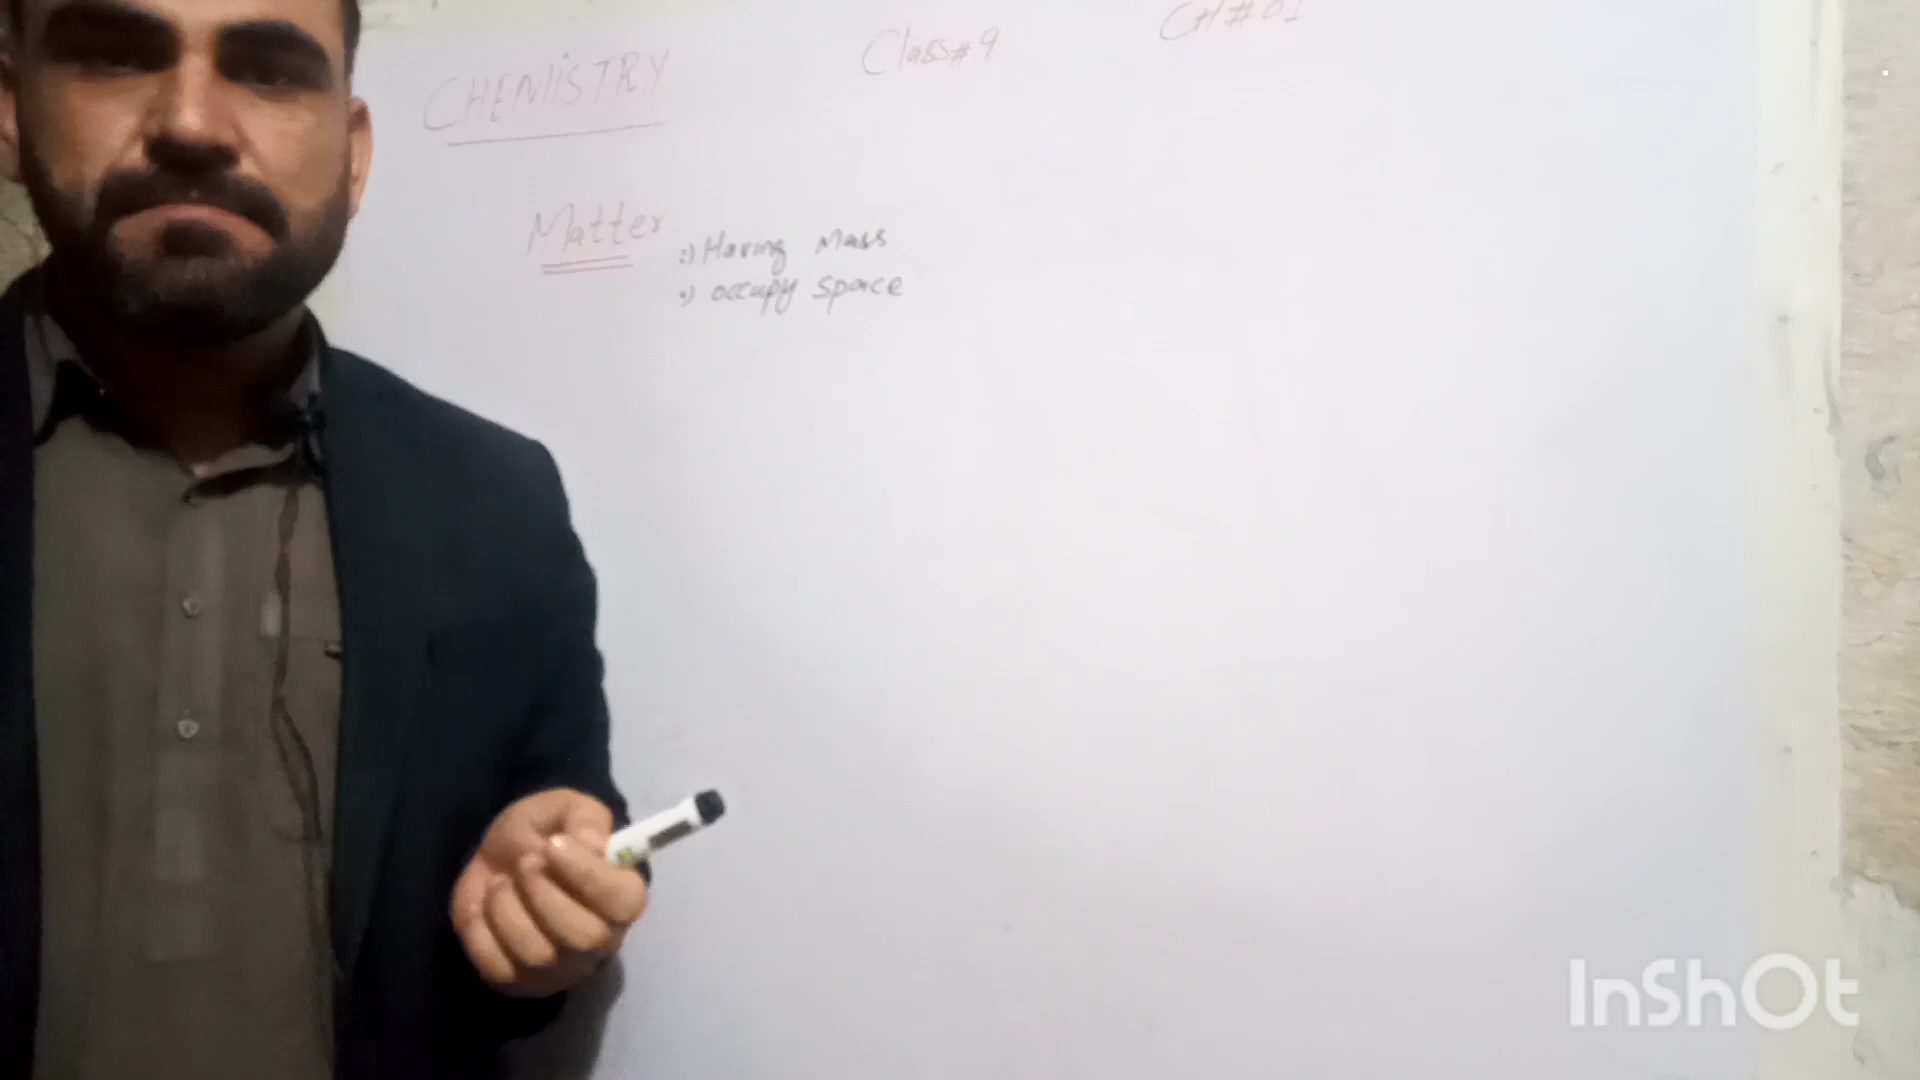 CHEMISTRY Class#9 CH#01
Matter
:) Having Mass
:) occupy space
InShOt